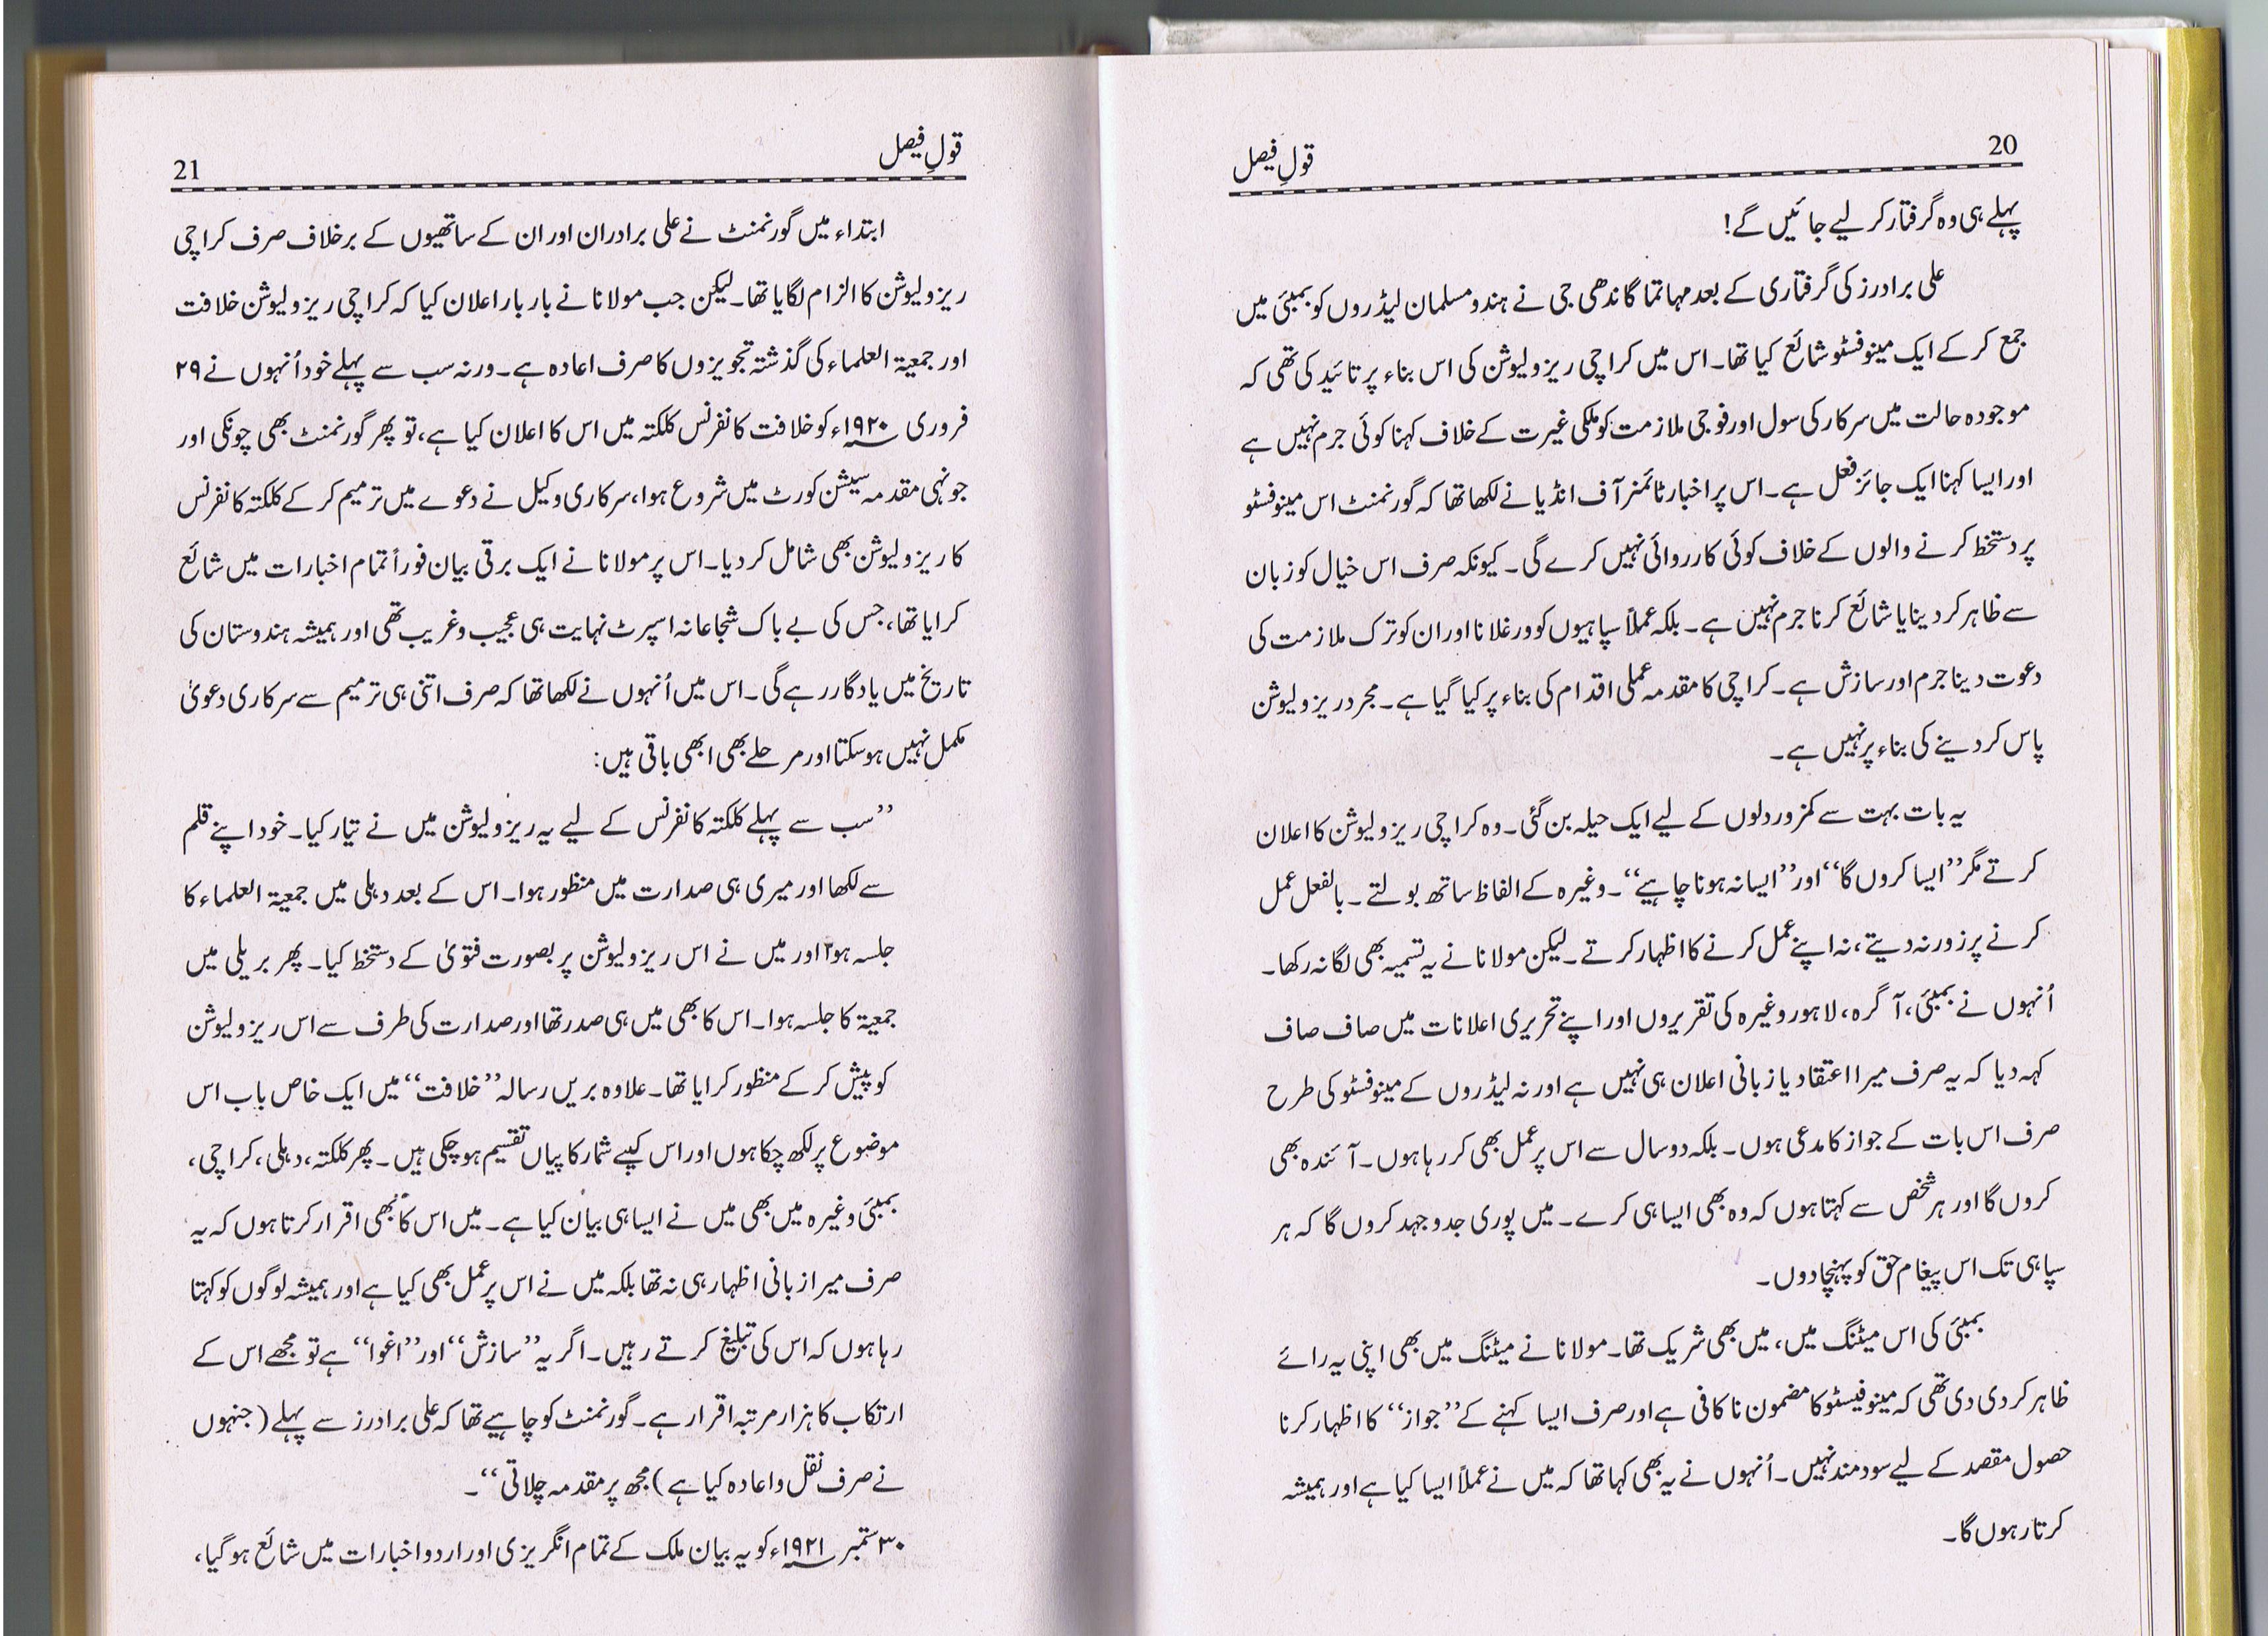 20
قولِ فیصل
پہلے ہی وہ گرفتار کر لیے جائیں گے!
علی برادرز کی گرفتاری کے بعد مہاتما گاندھی جی نے ہندو مسلمان لیڈروں کو بمبئی میں
جمع کر کے ایک مینوفسٹو شائع کیا تھا۔ اس میں کراچی ریزولیوشن کی اس بناء پر تائید کی تھی کہ
موجودہ حالت میں سرکار کی سول اور فوجی ملازمت کو ملکی غیرت کے خلاف کہنا کوئی جرم نہیں ہے
اور ایسا کہنا ایک جائز فعل ہے۔ اس پر اخبار ٹائمنر آف انڈیا نے لکھا تھا کہ گورنمنٹ اس مینوفسٹو
پر دستخط کرنے والوں کے خلاف کوئی کارروائی نہیں کرے گی۔ کیونکہ صرف اس خیال کو زبان
سے ظاہر کر دینا یا شائع کرنا جرم نہیں ہے۔ بلکہ عملاً سپاہیوں کو ورغلانا اور ان کو ترک ملازمت کی
دعوت دینا جرم اور سازش ہے۔ کراچی کا مقدمہ عملی اقدام کی بناء پر کیا گیا ہے۔ مجرد ریزولیوشن
پاس کر دینے کی بناء پر نہیں ہے۔
یہ بات بہت سے کمزور دلوں کے لیے ایک حیلہ بن گئی۔ وہ کراچی ریزولیوشن کا اعلان
کرتے مگر ’’ایسا کروں گا‘‘ اور ’’ایسا نہ ہونا چاہیے‘‘۔ وغیرہ کے الفاظ ساتھ بولتے۔ بالفعل عمل
کرنے پر زور نہ دیتے، نہ اپنے عمل کرنے کا اظہار کرتے۔ لیکن مولانا نے یہ تسمیہ بھی لگا نہ رکھا۔
اُنہوں نے بمبئی، آگرہ، لاہور وغیرہ کی تقریروں اور اپنے تحریری اعلانات میں صاف صاف
کہہ دیا کہ یہ صرف میرا اعتقاد یا زبانی اعلان ہی نہیں ہے اور نہ لیڈروں کے مینوفسٹو کی طرح
صرف اس بات کے جواز کا مدعی ہوں۔ بلکہ دو سال سے اس پر عمل بھی کر رہا ہوں۔ آئندہ بھی
کروں گا اور ہر شخص سے کہتا ہوں کہ وہ بھی ایسا ہی کرے۔ میں پوری جدوجہد کروں گا کہ ہر
سپاہی تک اس پیغام حق کو پہنچا دوں۔
بمبئی کی اس میٹنگ میں، میں بھی شریک تھا۔ مولانا نے میٹنگ میں بھی اپنی یہ رائے
ظاہر کر دی دی تھی کہ مینوفیسٹو کا مضمون ناکافی ہے اور صرف ایسا کہنے کے ’’جواز‘‘ کا اظہار کرنا
حصول مقصد کے لیے سودمند نہیں۔ اُنہوں نے یہ بھی کہا تھا کہ میں نے عملاً ایسا کیا ہے اور ہمیشہ
کرتا رہوں گا۔
قولِ فیصل
21
ابتداء میں گورنمنٹ نے علی برادران اور ان کے ساتھیوں کے برخلاف صرف کراچی
ریزولیوشن کا الزام لگایا تھا۔ لیکن جب مولانا نے بار بار اعلان کیا کہ کراچی ریزولیوشن خلافت
اور جمعیۃ العلماء کی گذشتہ تجویزوں کا صرف اعادہ ہے۔ ورنہ سب سے پہلے خود اُنہوں نے ۲۹
فروری ۱۹۲۰ء کو خلافت کانفرنس کلکتہ میں اس کا اعلان کیا ہے، تو پھر گورنمنٹ بھی چونکی اور
جونہی مقدمہ سیشن کورٹ میں شروع ہوا، سرکاری وکیل نے دعوے میں ترمیم کر کے کلکتہ کانفرنس
کا ریزولیوشن بھی شامل کر دیا۔ اس پر مولانا نے ایک برقی بیان فوراً تمام اخبارات میں شائع
کرایا تھا، جس کی بے باک شجاعانہ اسپرٹ نہایت ہی عجیب وغریب تھی اور ہمیشہ ہندوستان کی
تاریخ میں یادگار رہے گی۔ اس میں اُنہوں نے لکھا تھا کہ صرف اتنی ہی ترمیم سے سرکاری دعویٰ
مکمل نہیں ہو سکتا اور مرحلے بھی ابھی باقی ہیں:
’’سب سے پہلے کلکتہ کانفرنس کے لیے یہ ریزولیوشن میں نے تیار کیا۔ خود اپنے قلم
سے لکھا اور میری ہی صدارت میں منظور ہوا۔ اس کے بعد دہلی میں جمعیۃ العلماء کا
جلسہ ہوا اور میں نے اس ریزولیوشن پر بصورت فتویٰ کے دستخط کیا۔ پھر بریلی میں
جمعیۃ کا جلسہ ہوا۔ اس کا بھی میں ہی صدر تھا اور صدارت کی طرف سے اس ریزولیوشن
کو پیش کر کے منظور کرایا تھا۔ علاوہ بریں رسالہ ’’خلافت‘‘ میں ایک خاص باب اس
موضوع پر لکھ چکا ہوں اور اس کی بے شمار کاپیاں تقسیم ہو چکی ہیں۔ پھر کلکتہ، دہلی، کراچی،
بمبئی وغیرہ میں بھی میں نے ایسا ہی بیان کیا ہے۔ میں اس کا بھی اقرار کرتا ہوں کہ یہ
صرف میرا زبانی اظہار ہی نہ تھا بلکہ میں نے اس پر عمل بھی کیا ہے اور ہمیشہ لوگوں کو کہتا
رہا ہوں کہ اس کی تبلیغ کرتے رہیں۔ اگر یہ ’’سازش‘‘ اور ’’اغوا‘‘ ہے تو مجھے اس کے
ارتکاب کا ہزار مرتبہ اقرار ہے۔ گورنمنٹ کو چاہیے تھا کہ علی برادرز سے پہلے (جنہوں
نے صرف نقل و اعادہ کیا ہے) مجھ پر مقدمہ چلاتی‘‘۔
۳۰ ستمبر ۱۹۲۱ء کو یہ بیان ملک کے تمام انگریزی اور اردو اخبارات میں شائع ہو گیا،